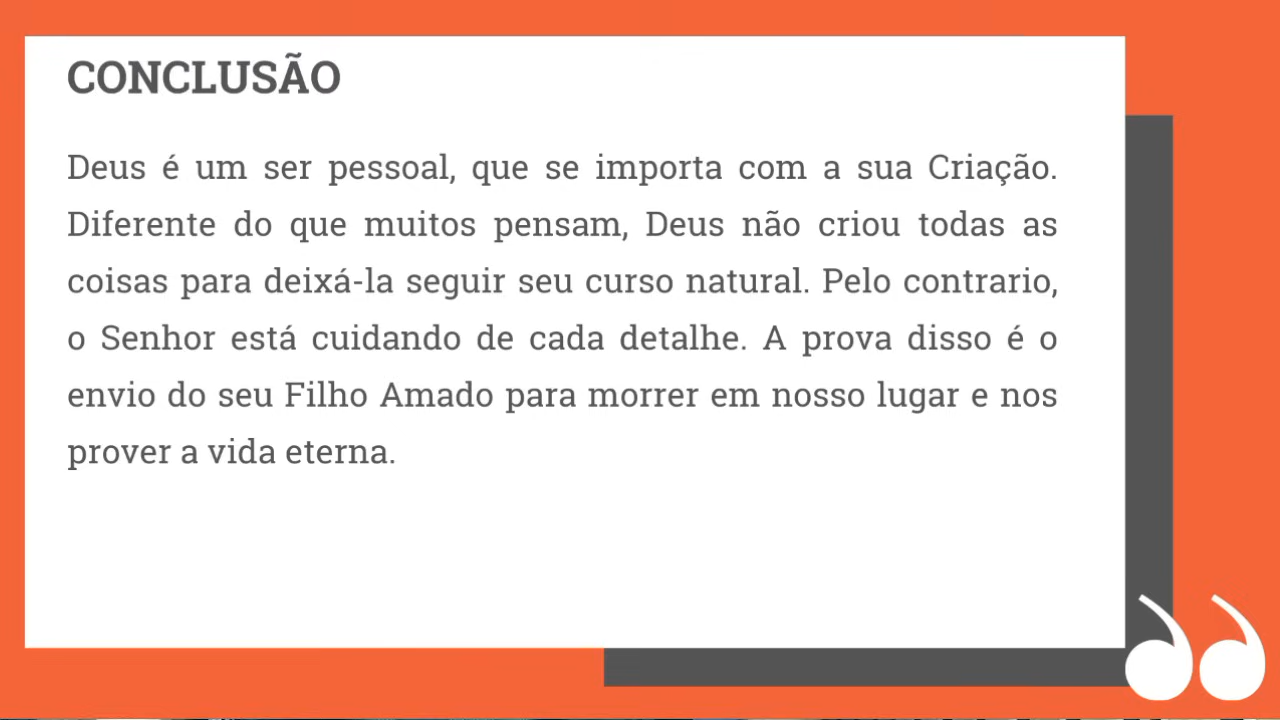 CONCLUSÃO
Deus é um ser pessoal, que se importa com a sua Criação.
Diferente do que muitos pensam, Deus não criou todas as
coisas para deixá-la seguir seu curso natural. Pelo contrario,
o Senhor está cuidando de cada detalhe. A prova disso é o
envio do seu Filho Amado para morrer em nosso lugar e nos
prover a vida eterna.